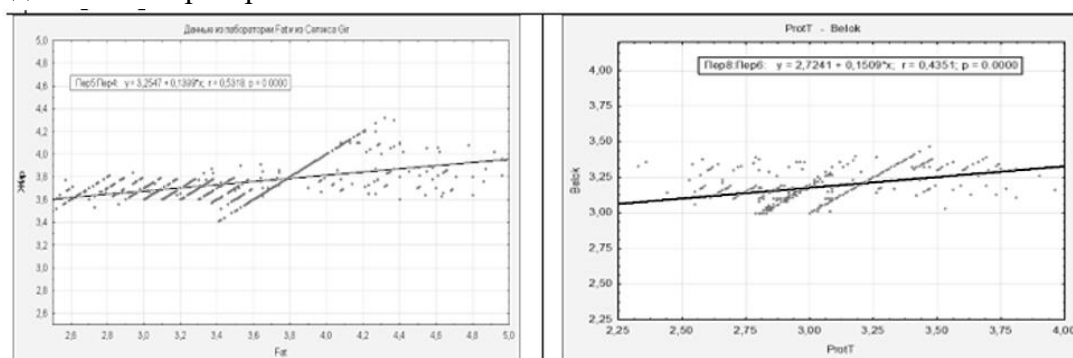 Данные из лаборатории Fat и из Селэкса Gir
Пер5:Пер4: y = 3,2547 + 0,1399*x; r = 0,5318; p = 0.0000
5,0
4,8
4,6
4,4
4,2
4,0
3,8
3,6
3,4
3,2
3,0
2,8
2,6
Жир
2,6 2,8 3,0 3,2 3,4 3,6 3,8 4,0 4,2 4,4 4,6 4,8 5,0
Fat
ProtT - Belok
Пер8:Пер6: y = 2,7241 + 0,1509*x; r = 0,4351; p = 0.0000
4,00
3,75
3,50
3,25
3,00
2,75
2,50
2,25
Belok
2,25 2,50 2,75 3,00 3,25 3,50 3,75 4,00
ProtT